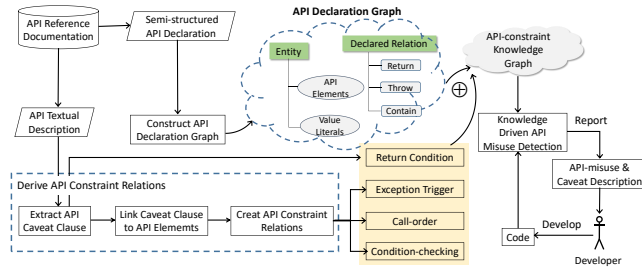 API Reference
Documentation
Semi-structured
API Declaration
API Declaration Graph
Entity
Declared Relation
Return
API
Elements
Throw
Value
Literals
Contain
API-constraint
Knowledge
Graph
API Textual
Description
Construct API
Declaration Graph
Knowledge
Driven API
Misuse Detection
Report
API-misuse &
Caveat Description
Derive API Constraint Relations
Extract API
Caveat Clause
Link Caveat Clause
to API Elements
Creat API Constraint
Relations
Return Condition
Exception Trigger
Call-order
Condition-checking
Develop
Code
Developer